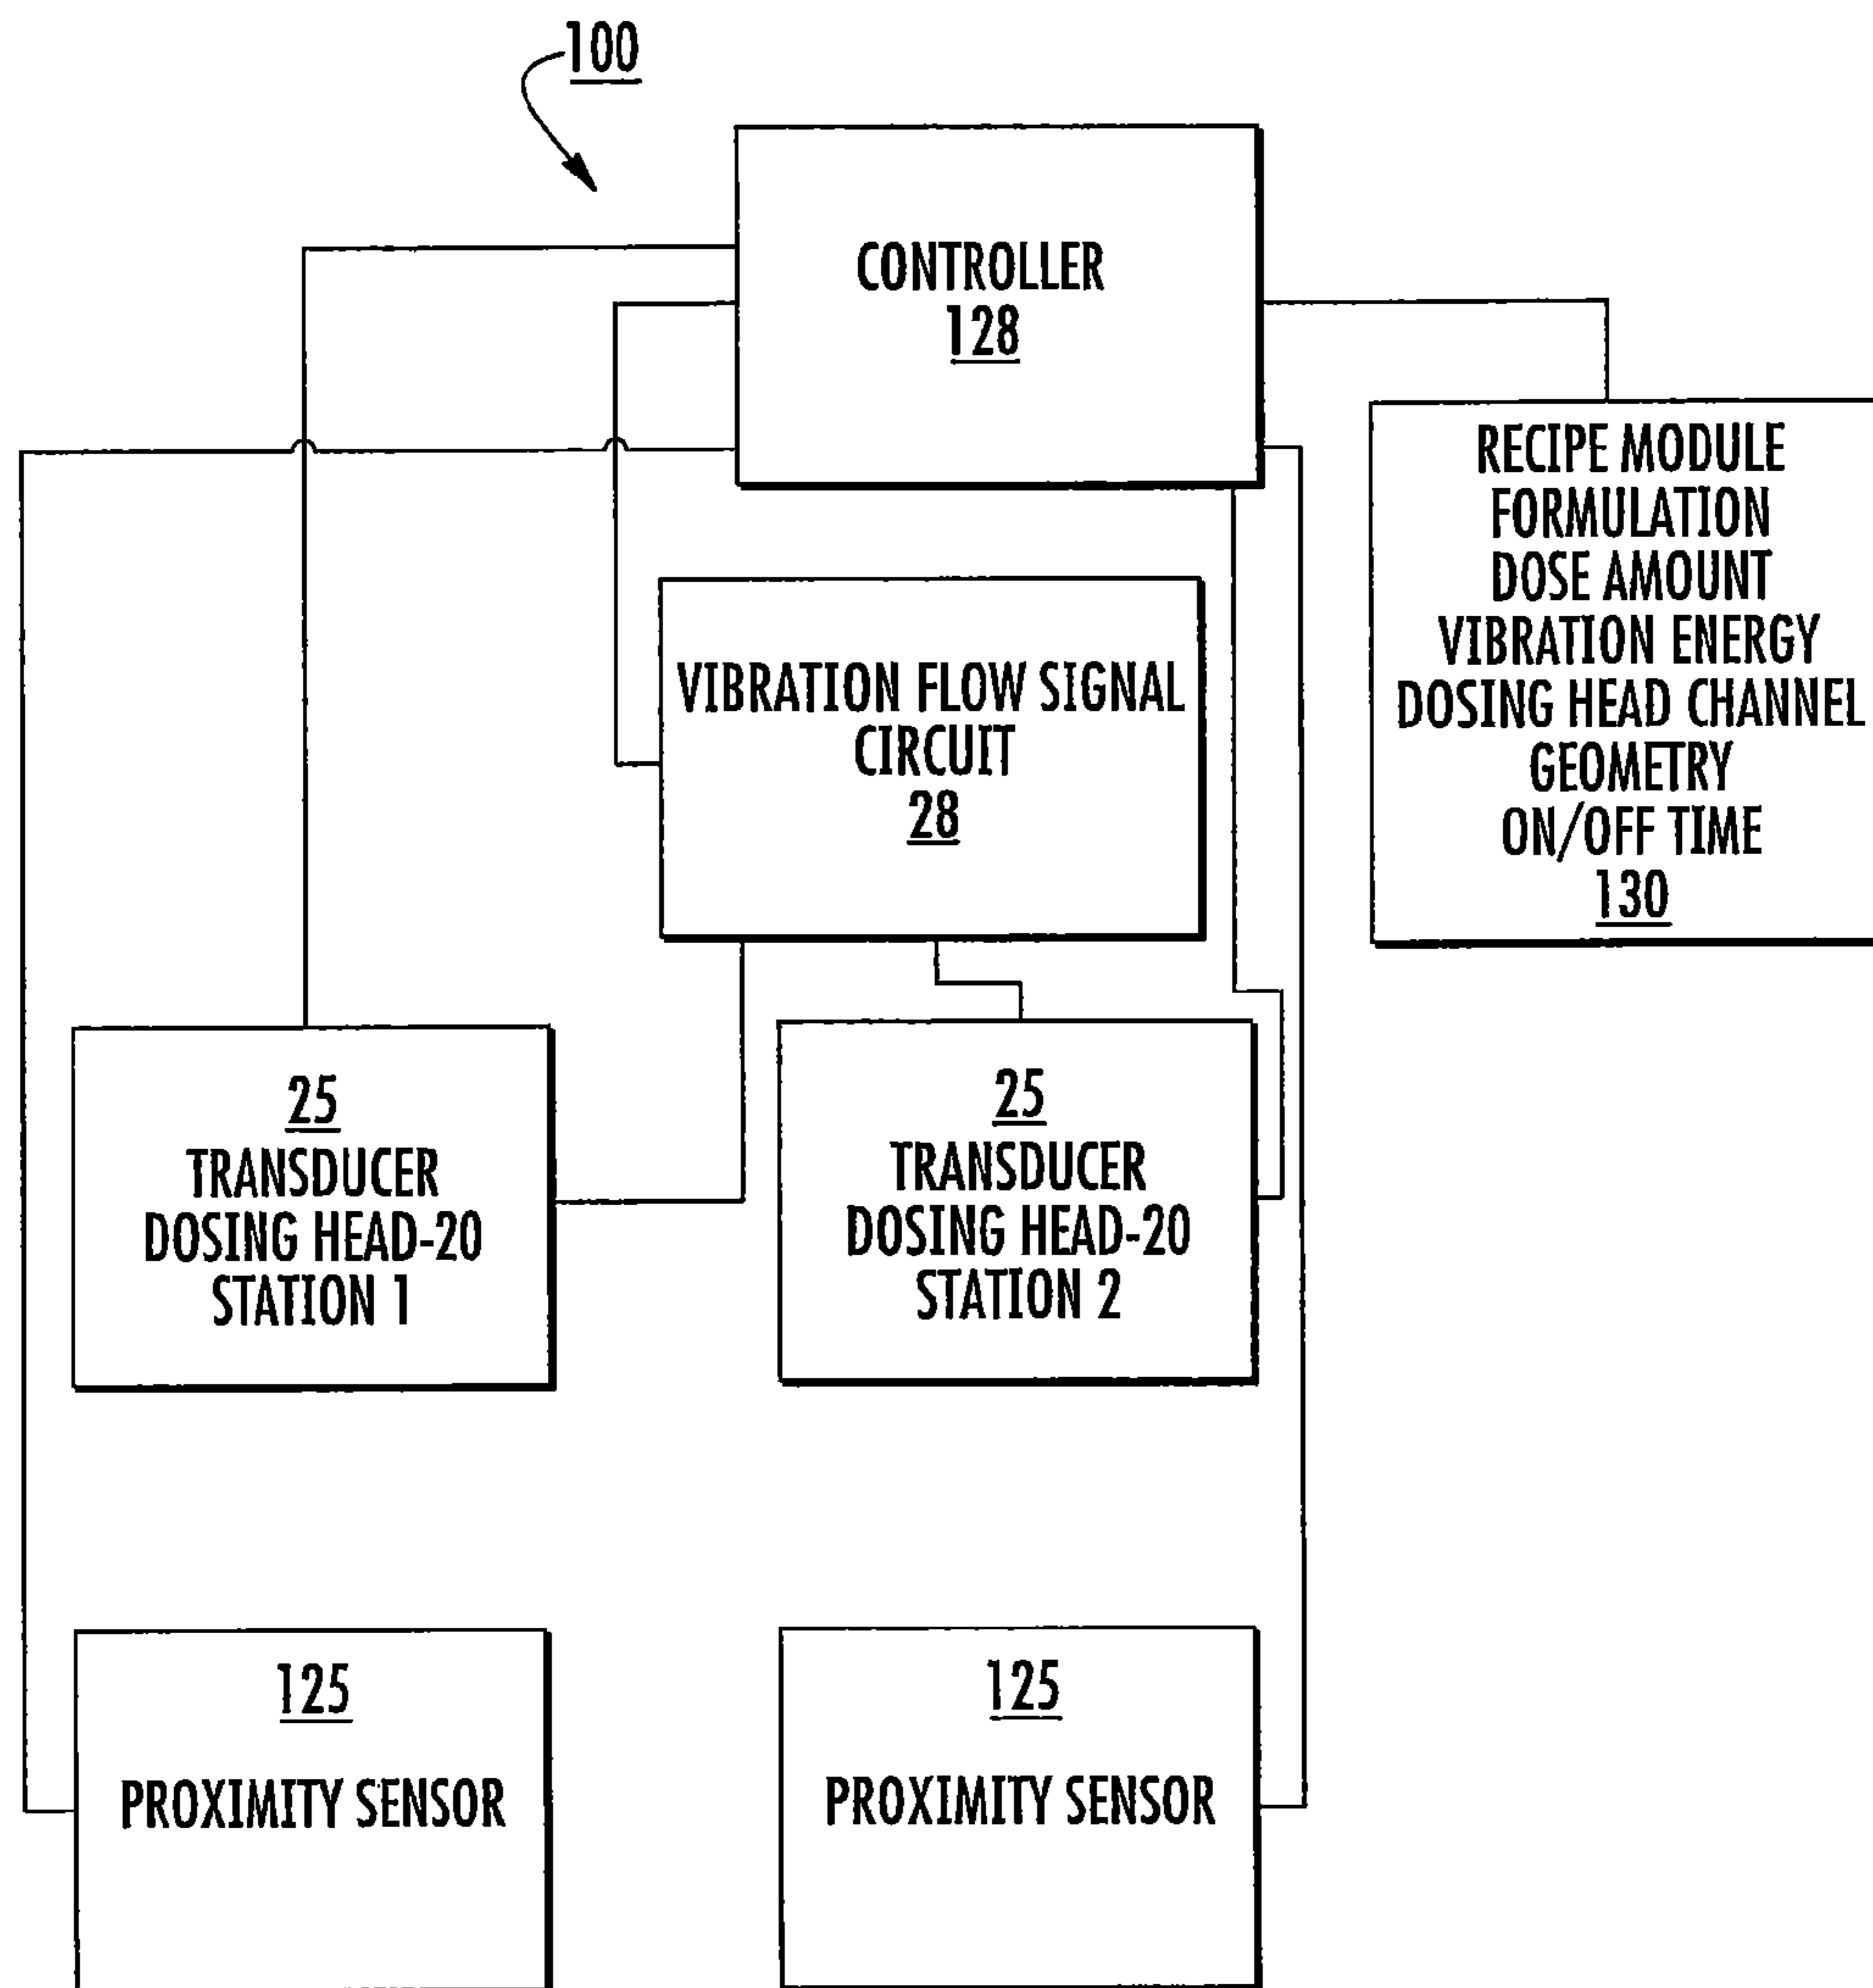 100
CONTROLLER
128
RECIPE MODULE
FORMULATION
DOSE AMOUNT
VIBRATION ENERGY
DOSING HEAD CHANNEL
GEOMETRY
ON/OFF TIME
130
VIBRATION FLOW SIGNAL
CIRCUIT
28
25
TRANSDUCER
DOSING HEAD-20
STATION 1
25
TRANSDUCER
DOSING HEAD-20
STATION 2
125
PROXIMITY SENSOR
125
PROXIMITY SENSOR